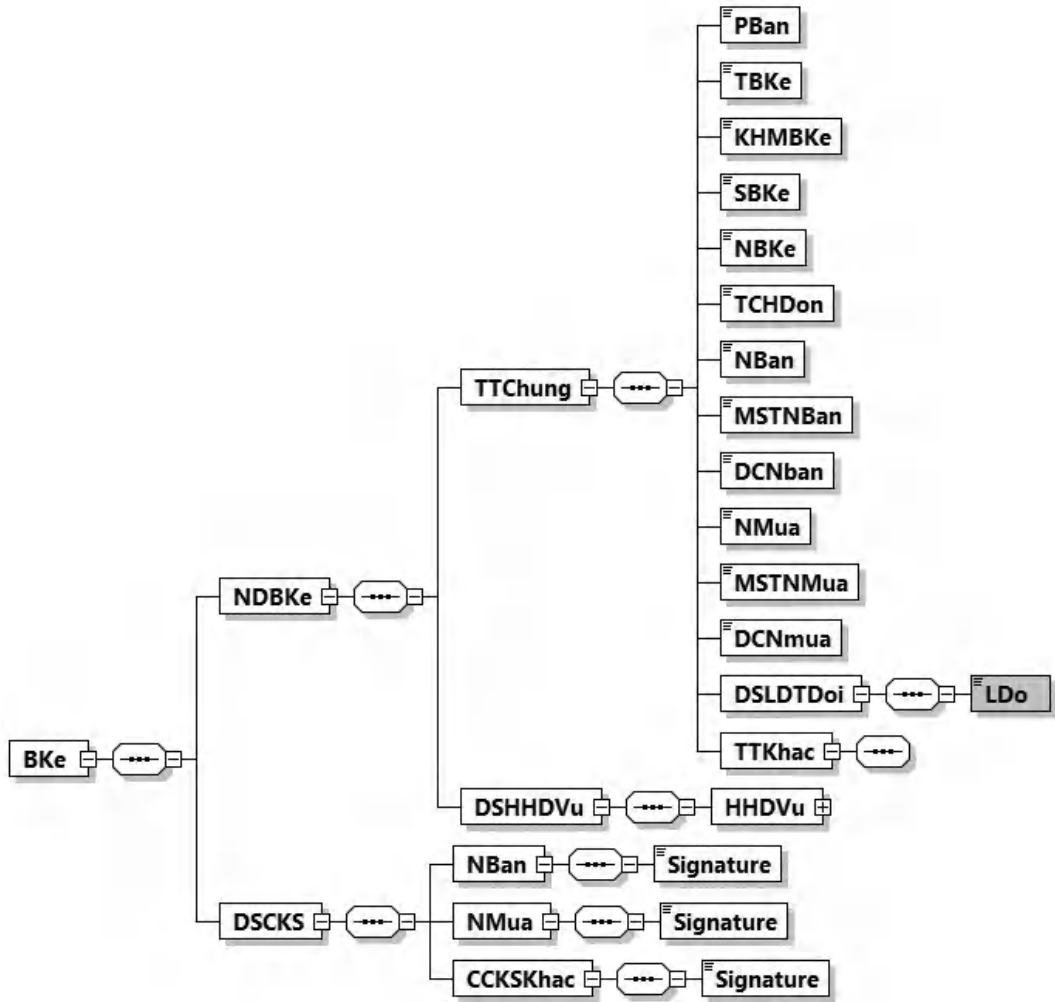 PBan
TBKe
KHMBKe
SBKe
NBKe
TCHDon
NBan
TTChung
MSTNBan
DCNban
NMua
NDBKe
MSTNMua
DCNmua
DSLDTDoi LDo
BKe
TTKhac
DSHHDVu HHDVu
NBan Signature
DSCKS NMua Signature
CCKSKhac Signature